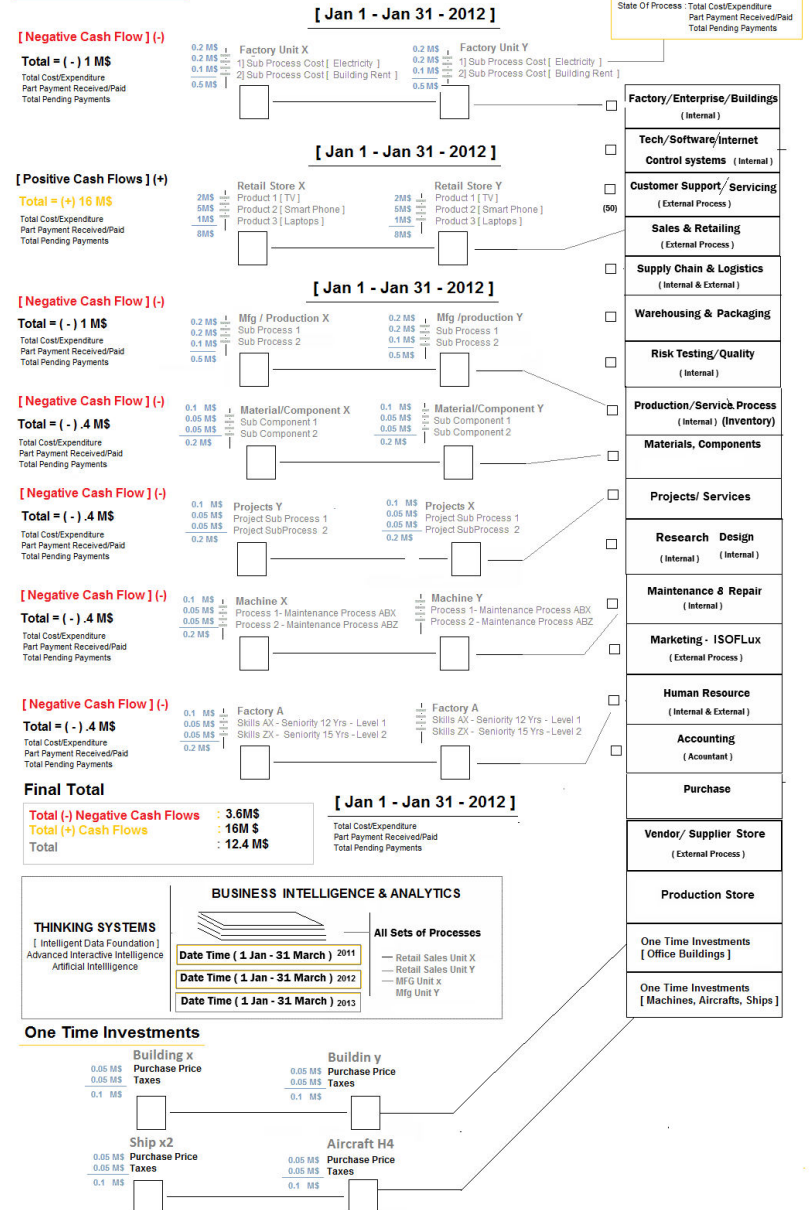 [ Jan 1 - Jan 31 - 2012 ]
State Of Process : Total Cost/Expenditure
Part Payment Received/Paid
Total Pending Payments
[ Negative Cash Flow ] (-)
Total = ( - ) 1 M$
Total Cost/Expenditure
Part Payment Received/Paid
Total Pending Payments
0.2 M$
0.2 M$
0.1 M$
0.5 M$
Factory Unit X
1] Sub Process Cost [ Electricity ]
2] Sub Process Cost [ Building Rent ]
0.2 M$
0.2 M$
0.1 M$
0.5 M$
Factory Unit Y
1] Sub Process Cost [ Electricity ]
2] Sub Process Cost [ Building Rent ]
[ Jan 1 - Jan 31 - 2012 ]
[ Positive Cash Flows ] (+)
Total = (+) 16 M$
Total Cost/Expenditure
Part Payment Received/Paid
Total Pending Payments
2M$
5M$
1M$
8M$
Retail Store X
Product 1 [ TV ]
Product 2 [ Smart Phone ]
Product 3 [ Laptops ]
2M$
5M$
1M$
8M$
Retail Store Y
Product 1 [ TV ]
Product 2 [ Smart Phone ]
Product 3 [ Laptops ]
[ Jan 1 - Jan 31 - 2012 ]
[ Negative Cash Flow ] (-)
Total = ( - ) 1 M$
Total Cost/Expenditure
Part Payment Received/Paid
Total Pending Payments
0.2 M$
0.2 M$
0.1 M$
0.5 M$
Mfg / Production X
Sub Process 1
Sub Process 2
0.2 M$
0.2 M$
0.1 M$
0.5 M$
Mfg /production Y
Sub Process 1
Sub Process 2
[ Negative Cash Flow ] (-)
Total = ( - ) .4 M$
Total Cost/Expenditure
Part Payment Received/Paid
Total Pending Payments
0.1 M$
0.05 M$
0.05 M$
0.2 M$
Material/Component X
Sub Component 1
Sub Component 2
0.1 M$
0.05 M$
0.05 M$
0.2 M$
Material/Component Y
Sub Component 1
Sub Component 2
[ Negative Cash Flow ] (-)
Total = ( - ) .4 M$
Total Cost/Expenditure
Part Payment Received/Paid
Total Pending Payments
0.1 M$
0.05 M$
0.05 M$
0.2 M$
Projects Y
Project Sub Process 1
Project SubProcess 2
0.1 M$
0.05 M$
0.05 M$
0.2 M$
Projects X
Project Sub Process 1
Project SubProcess 2
[ Negative Cash Flow ] (-)
Total = ( - ) .4 M$
Total Cost/Expenditure
Part Payment Received/Paid
Total Pending Payments
0.1 M$
0.05 M$
0.05 M$
0.2 M$
Machine X
Process 1- Maintenance Process ABX
Process 2 - Maintenance Process ABZ
Machine Y
Process 1- Maintenance Process ABX
Process 2 - Maintenance Process ABZ
[ Negative Cash Flow ] (-)
Total = ( - ) .4 M$
Total Cost/Expenditure
Part Payment Received/Paid
Total Pending Payments
0.1 M$
0.05 M$
0.05 M$
0.2 M$
Factory A
Skills AX - Seniority 12 Yrs - Level 1
Skills ZX - Seniority 15 Yrs - Level 2
Factory A
Skills AX - Seniority 12 Yrs - Level 1
Skills ZX - Seniority 15 Yrs - Level 2
Factory/Enterprise/Buildings
( Internal )
Tech/Software/Internet
Control systems ( Internal )
Customer Support/ Servicing
( External Process )
(50)
Sales & Retailing
( External Process )
Supply Chain & Logistics
( Internal & External )
Warehousing & Packaging
Risk Testing/Quality
( Internal )
Production/Service Process
( Internal ) (Inventory)
Materials, Components
Projects/ Services
Research Design
( Internal ) ( Internal )
Maintenance & Repair
( Internal )
Marketing - ISOFLux
( External Process )
Human Resource
( Internal & External )
Accounting
( Acountant )
Purchase
Vendor/ Supplier Store
( External Process )
Production Store
One Time Investments
[ Office Buildings ]
One Time Investments
[ Machines, Aircrafts, Ships ]
Final Total
Total (-) Negative Cash Flows : 3.6M$
Total (+) Cash Flows : 16M $
Total : 12.4 M$
[ Jan 1 - Jan 31 - 2012 ]
Total Cost/Expenditure
Part Payment Received/Paid
Total Pending Payments
THINKING SYSTEMS
[ Intelligent Data Foundation ]
Advanced Interactive Intelligence
Artificial Intellligence
BUSINESS INTELLIGENCE & ANALYTICS
Date Time ( 1 Jan - 31 March ) 2011
Date Time ( 1 Jan - 31 March ) 2012
Date Time ( 1 Jan - 31 March ) 2013
All Sets of Processes
Retail Sales Unit X
Retail Sales Unit Y
MFG Unit x
Mfg Unit Y
One Time Investments
Building x
0.05 M$ Purchase Price
0.05 M$ Taxes
0.1 M$
Buildin y
0.05 M$ Purchase Price
0.05 M$ Taxes
0.1 M$
Ship x2
0.05 M$ Purchase Price
0.05 M$ Taxes
0.1 M$
Aircraft H4
0.05 M$ Purchase Price
0.05 M$ Taxes
0.1 M$